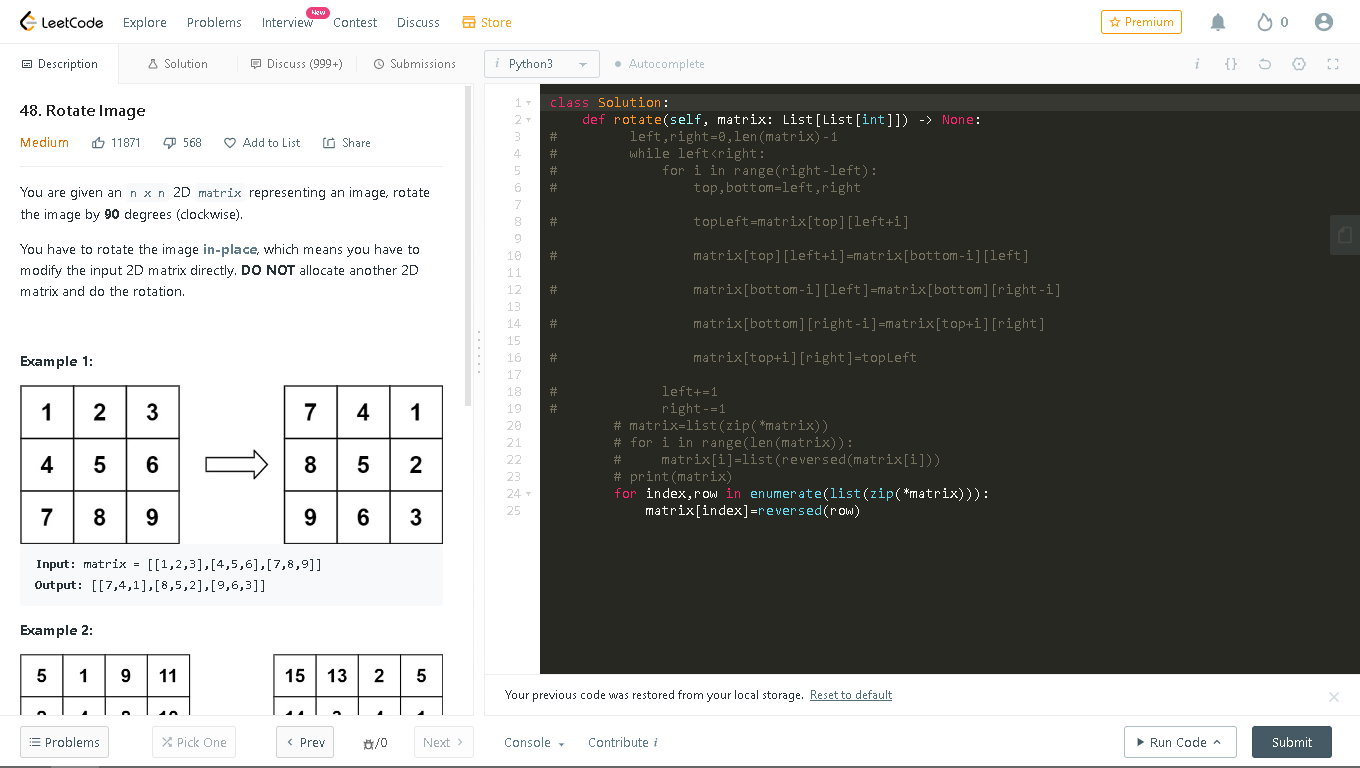 LeetCode Explore Problems Interview New Contest Discuss Store Premium 0
Description Solution Discuss (999+) Submissions i Python3 Autocomplete i {}
48. Rotate Image
Medium 11871 568 Add to List Share
You are given an n x n 2D matrix representing an image, rotate
the image by 90 degrees (clockwise).
You have to rotate the image in-place, which means you have to
modify the input 2D matrix directly. DO NOT allocate another 2D
matrix and do the rotation.
Example 1:
1 2 3
4 5 6
7 8 9
7 4 1
8 5 2
9 6 3
Input: matrix = [[1,2,3],[4,5,6],[7,8,9]]
Output: [[7,4,1],[8,5,2],[9,6,3]]
Example 2:
5 1 9 11
15 13 2 5
1 class Solution:
2 def rotate(self, matrix: List[List[int]]) -> None:
3 # left,right=0,len(matrix)-1
4 # while left<right:
5 # for i in range(right-left):
6 # top,bottom=left,right
7
8 # topLeft=matrix[top][left+i]
9
10 # matrix[top][left+i]=matrix[bottom-i][left]
11
12 # matrix[bottom-i][left]=matrix[bottom][right-i]
13
14 # matrix[bottom][right-i]=matrix[top+i][right]
15
16 # matrix[top+i][right]=topLeft
17
18 # left+=1
19 # right-=1
20 # matrix=list(zip(*matrix))
21 # for i in range(len(matrix)):
22 # matrix[i]=list(reversed(matrix[i]))
23 # print(matrix)
24 for index,row in enumerate(list(zip(*matrix))):
25 matrix[index]=reversed(row)
Your previous code was restored from your local storage. Reset to default
Problems Pick One Prev /0 Next Console Contribute i Run Code Submit